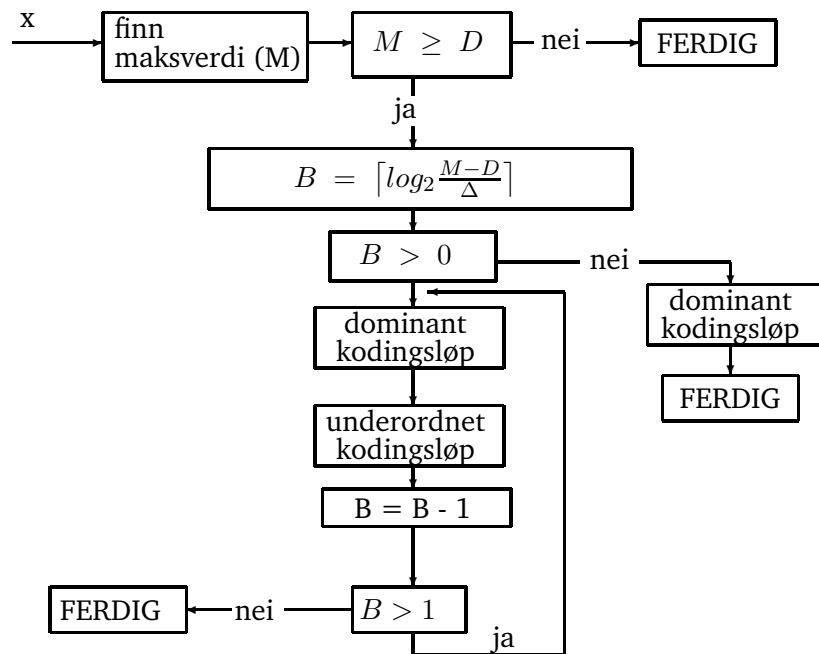 x
finn
maksverdi (M)
M ≥ D
nei
FERDIG
ja
B = ⌈log₂ \frac{M−D}{Δ}⌉
B > 0
nei
dominant
kodingsløp
dominant
kodingsløp
FERDIG
underordnet
kodingsløp
B = B - 1
FERDIG
nei
B > 1
ja